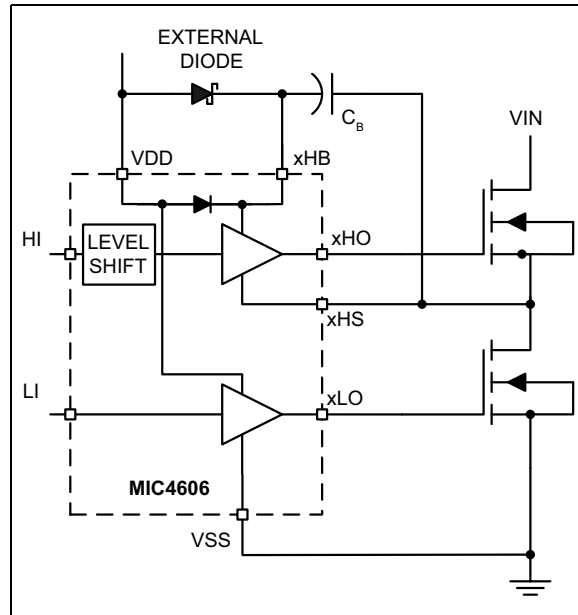 EXTERNAL
DIODE
C_B
VIN
VDD
xHB
HI
LEVEL
SHIFT
xHO
xHS
LI
xLO
MIC4606
VSS